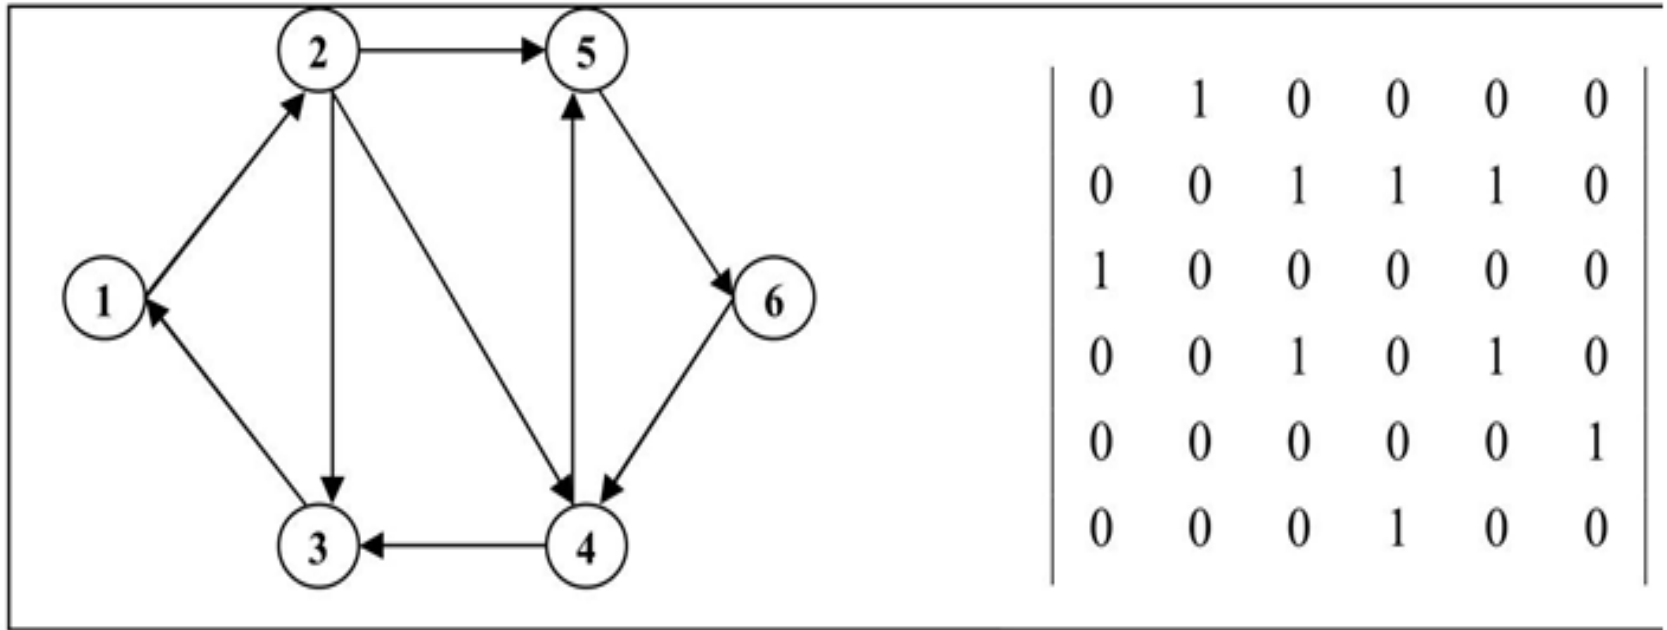 2 5
1 6
3 4
0 1 0 0 0 0
0 0 1 1 1 0
1 0 0 0 0 0
0 0 1 0 1 0
0 0 0 0 0 1
0 0 0 1 0 0